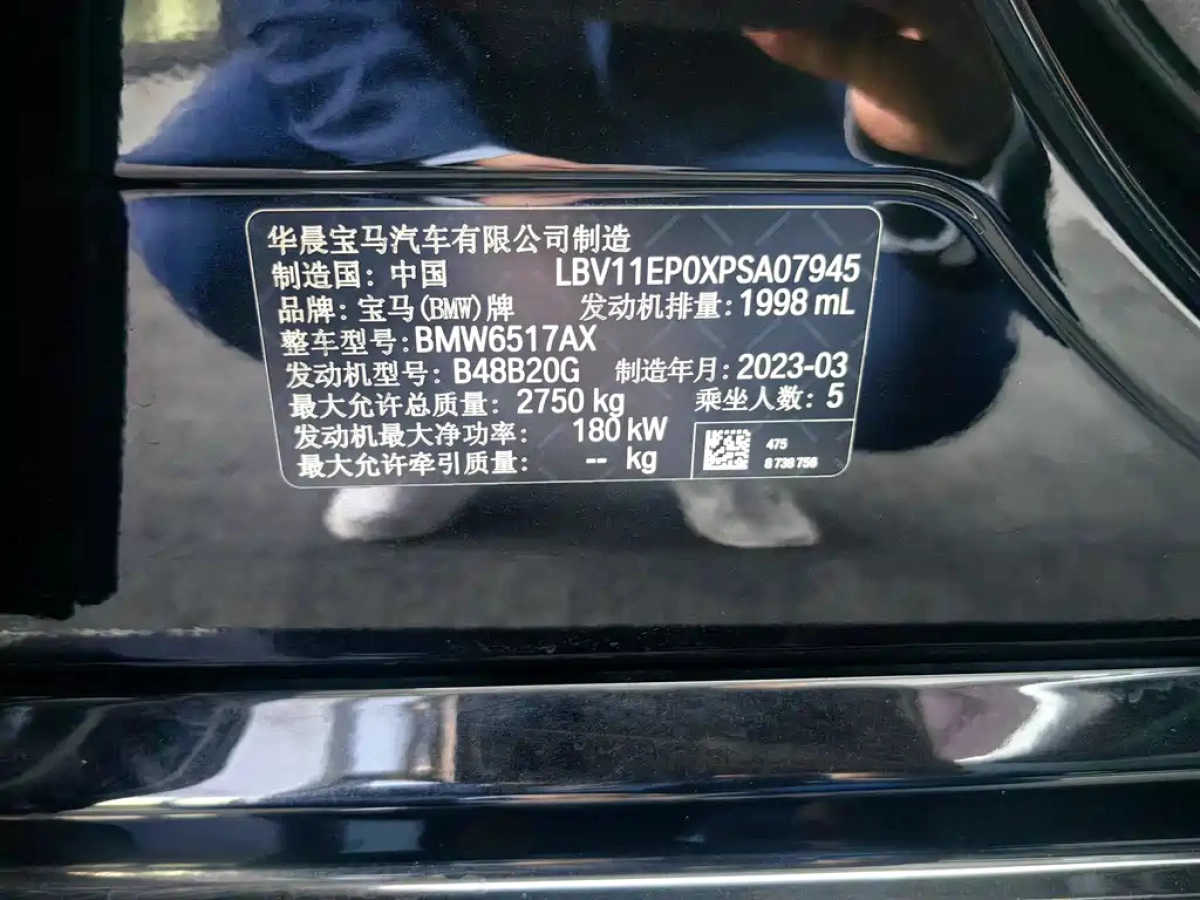 华晨宝马汽车有限公司制造
制造国：中国 LBV11EP0XPSA07945
品牌：宝马(BMW)牌 发动机排量：1998 mL
整车型号：BMW6517AX
发动机型号：B48B20G 制造年月：2023-03
最大允许总质量：2750 kg 乘坐人数：5
发动机最大净功率：180 kW
最大允许牵引质量：-- kg
475
8 738 756